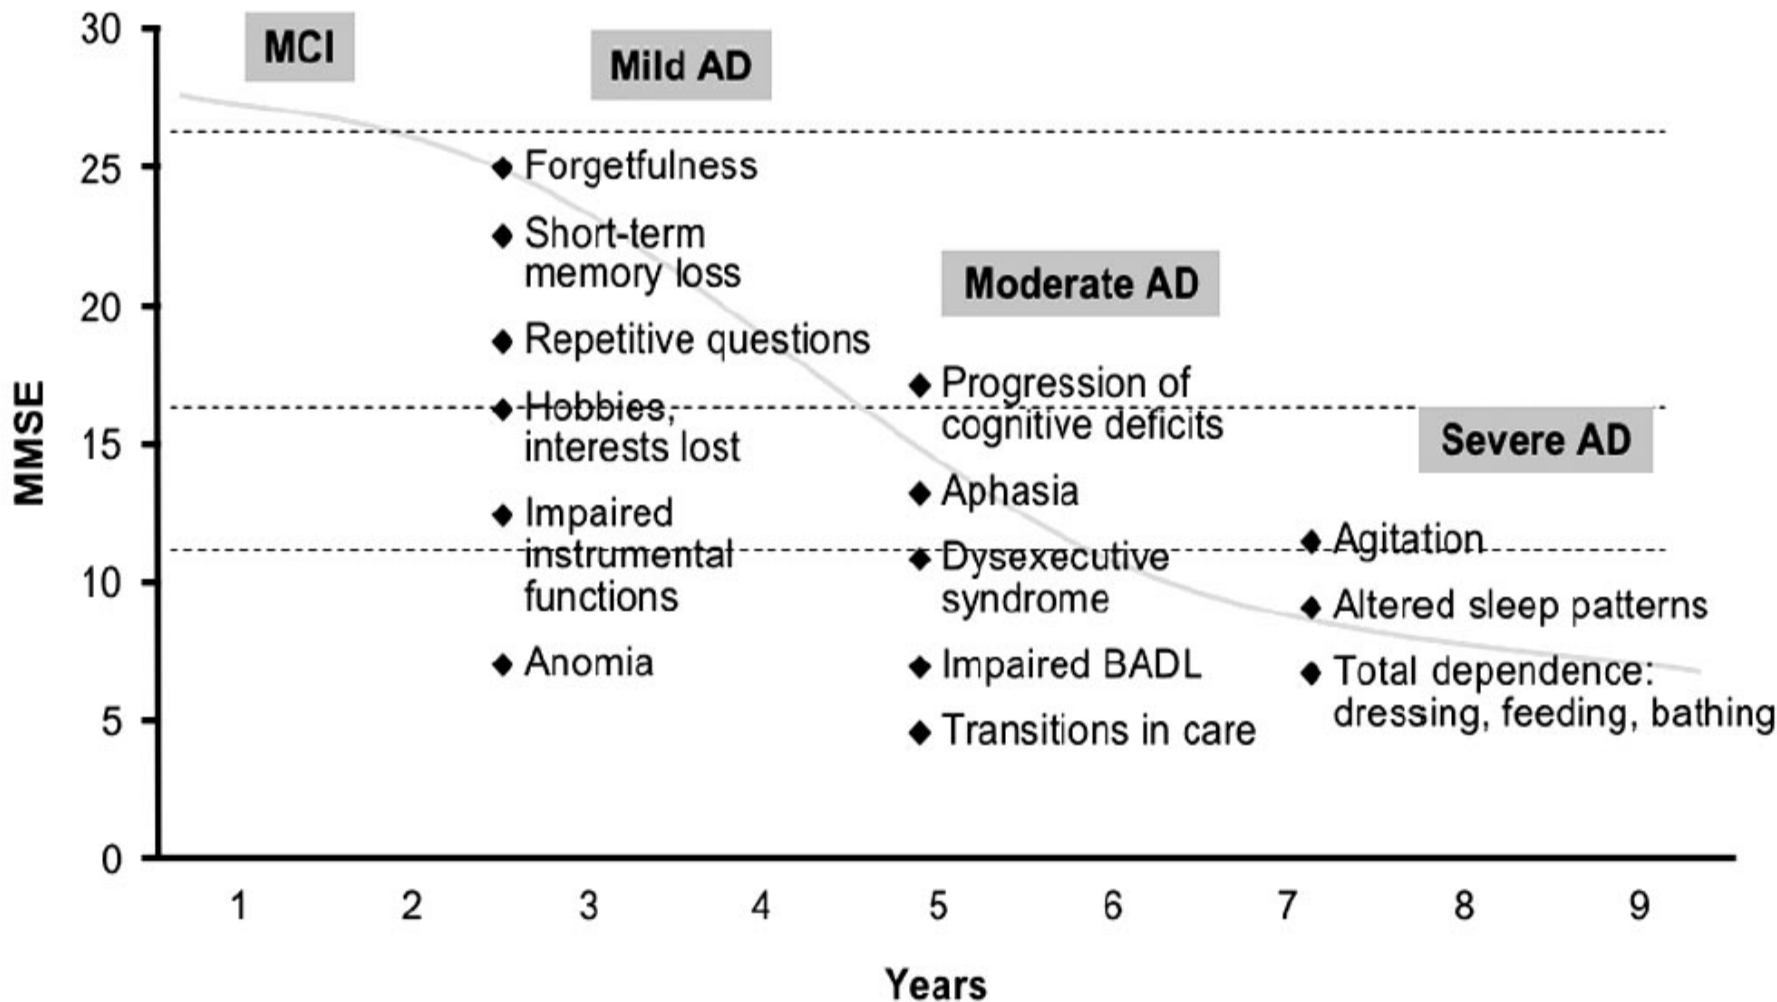 30
25
20
15
10
5
0
MMSE
MCI
Mild AD
Forgetfulness
Short-term
memory loss
Repetitive questions
Hobbies,
interests lost
Impaired
instrumental
functions
Anomia
Moderate AD
Progression of
cognitive deficits
Aphasia
Dysexecutive
syndrome
Impaired BADL
Transitions in care
Severe AD
Agitation
Altered sleep patterns
Total dependence:
dressing, feeding, bathing
1 2 3 4 5 6 7 8 9
Years